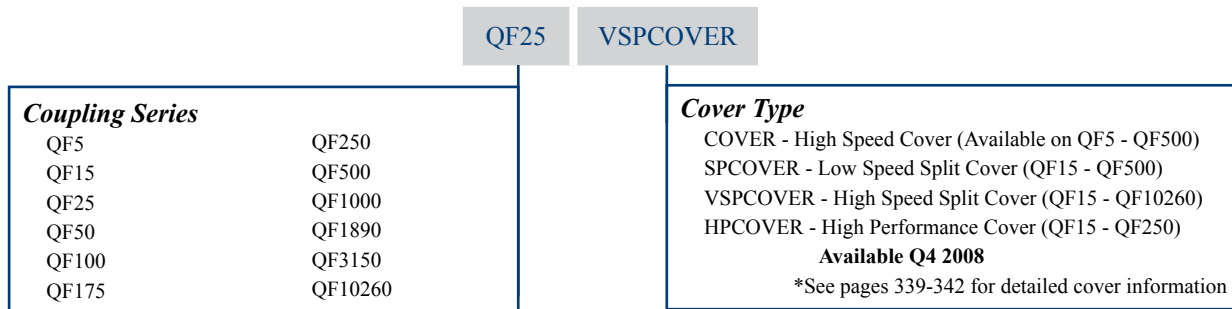 QF25 VSPCOVER
Coupling Series
QF5 QF250
QF15 QF500
QF25 QF1000
QF50 QF1890
QF100 QF3150
QF175 QF10260
Cover Type
COVER - High Speed Cover (Available on QF5 - QF500)
SPCOVER - Low Speed Split Cover (QF15 - QF500)
VSPCOVER - High Speed Split Cover (QF15 - QF10260)
HPCOVER - High Performance Cover (QF15 - QF250)
Available Q4 2008
*See pages 339-342 for detailed cover information